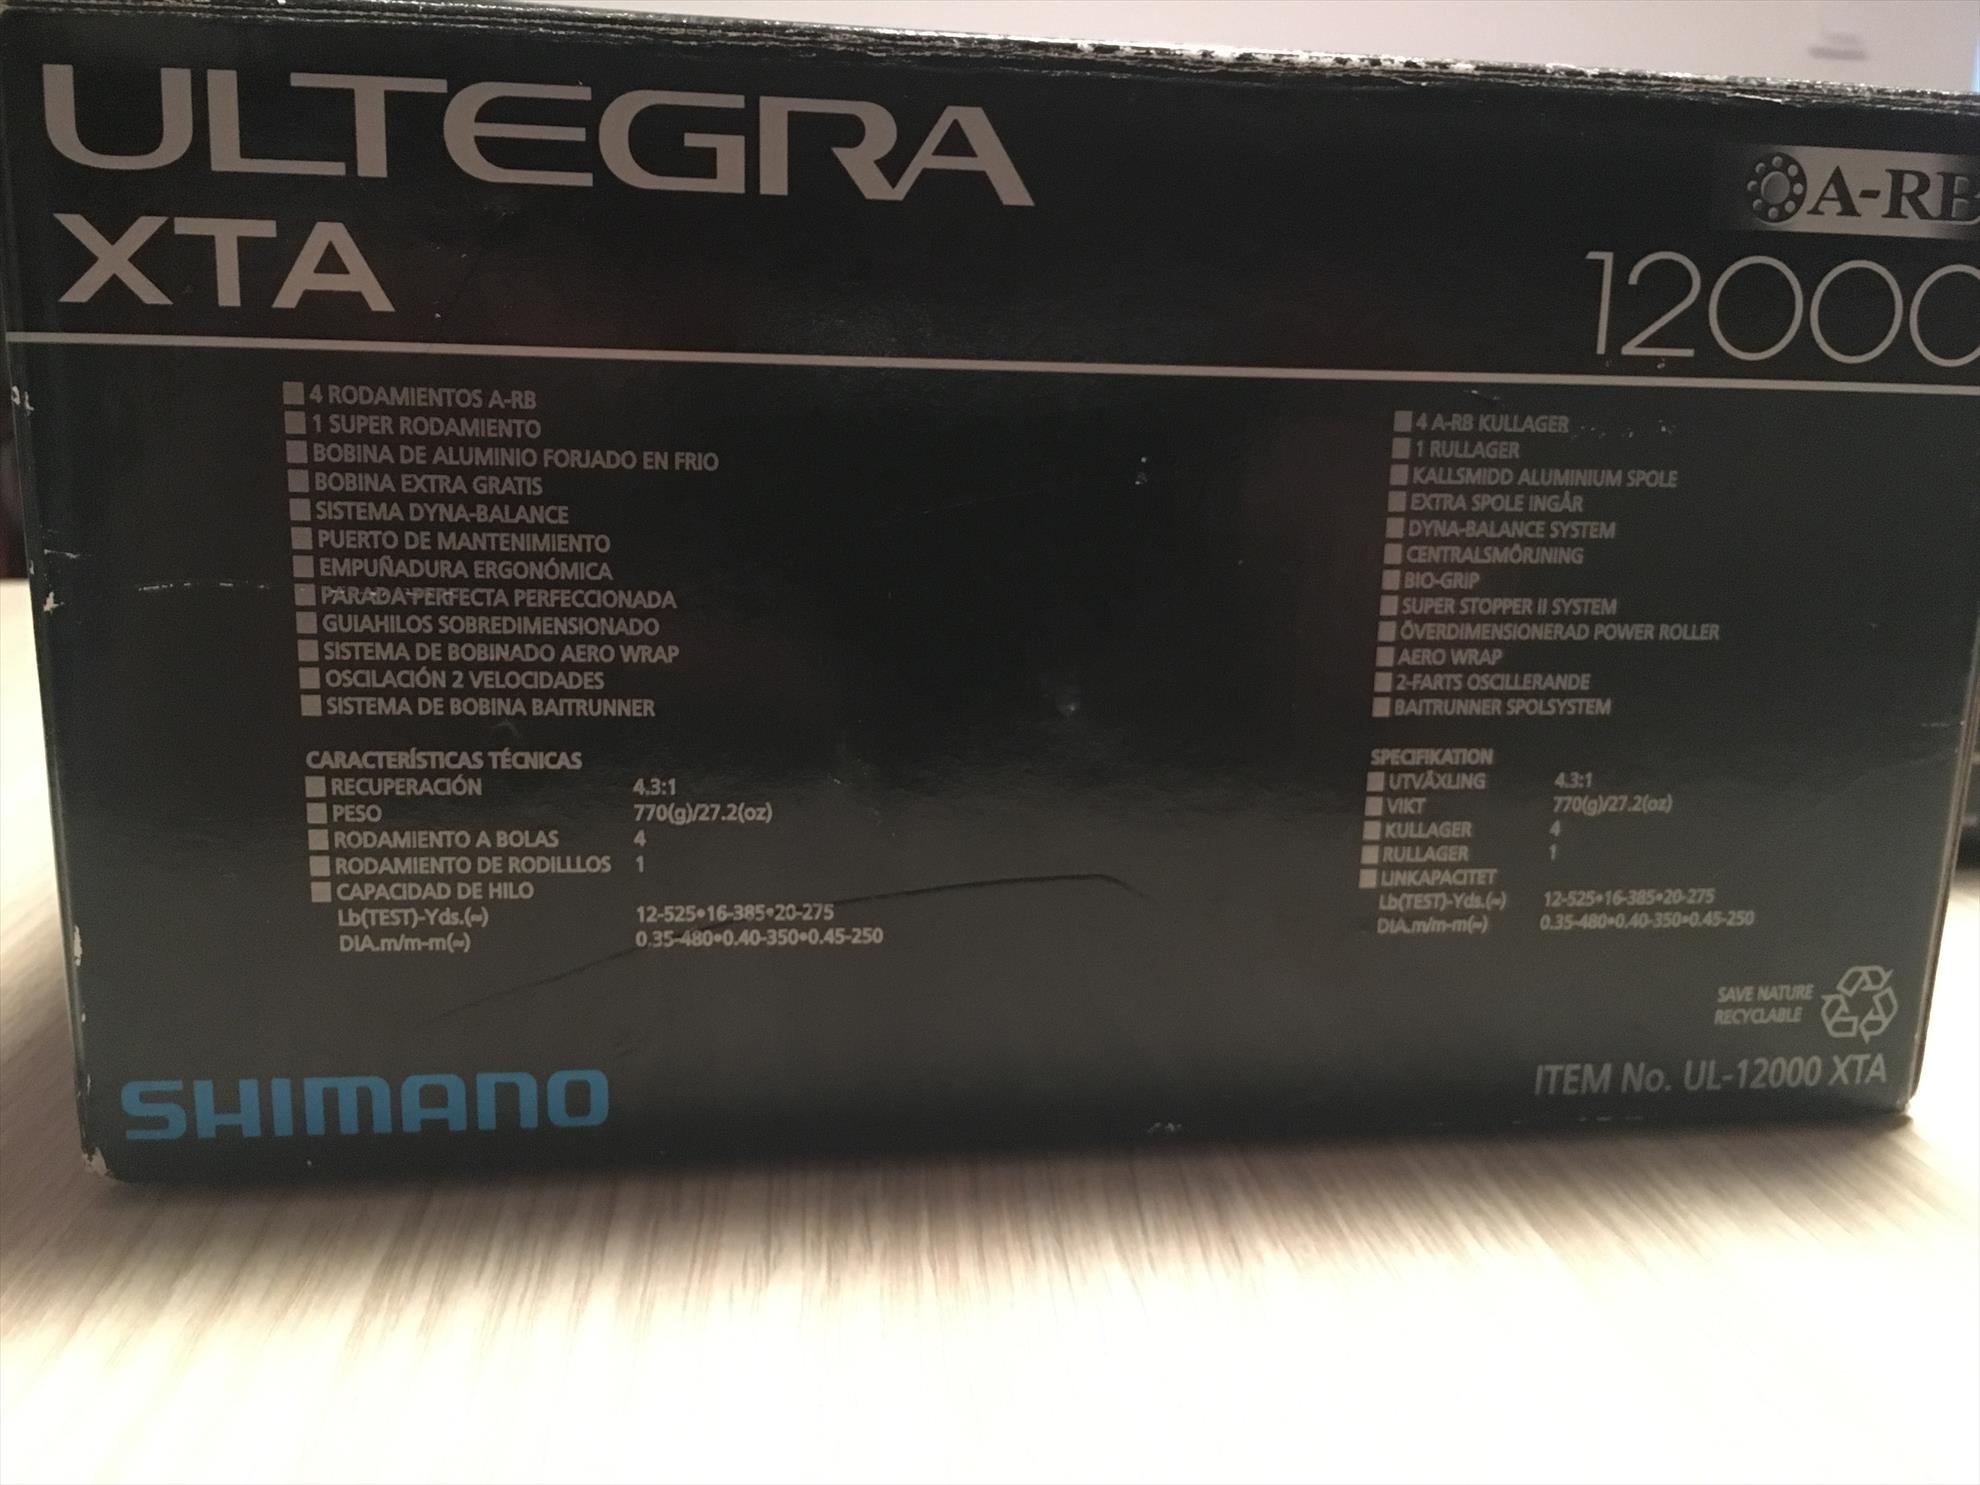 ULTEGRA
XTA
A-RB
12000
4 RODAMIENTOS A-RB
1 SUPER RODAMIENTO
BOBINA DE ALUMINIO FORJADO EN FRIO
BOBINA EXTRA GRATIS
SISTEMA DYNA-BALANCE
PUERTO DE MANTENIMIENTO
EMPUÑADURA ERGONÓMICA
PARADA PERFECTA PERFECCIONADA
GUIAHILOS SOBREDIMENSIONADO
SISTEMA DE BOBINADO AERO WRAP
OSCILACIÓN 2 VELOCIDADES
SISTEMA DE BOBINA BAITRUNNER
CARACTERÍSTICAS TÉCNICAS
RECUPERACIÓN 4.3:1
PESO 770(g)/27.2(oz)
RODAMIENTO A BOLAS 4
RODAMIENTO DE RODILLLOS 1
CAPACIDAD DE HILO
Lb(TEST)-Yds.(~) 12-525•16-385•20-275
DIA.m/m-m(~) 0.35-480•0.40-350•0.45-250
4 A-RB KULLAGER
1 RULLAGER
KALLSMIDD ALUMINIUM SPOLE
EXTRA SPOLE INGÅR
DYNA-BALANCE SYSTEM
CENTRALSMÖRJNING
BIO-GRIP
SUPER STOPPER II SYSTEM
ÖVERDIMENSIONERAD POWER ROLLER
AERO WRAP
2-FARTS OSCILLERANDE
BAITRUNNER SPOLSYSTEM
SPECIFIKATION
UTVÄXLING 4.3:1
VIKT 770(g)/27.2(oz)
KULLAGER 4
RULLAGER 1
LINKAPACITET
Lb(TEST)-Yds.(~) 12-525•16-385•20-275
DIA.m/m-m(~) 0.35-480•0.40-350•0.45-250
SAVE NATURE
RECYCLABLE
SHIMANO
ITEM No. UL-12000 XTA